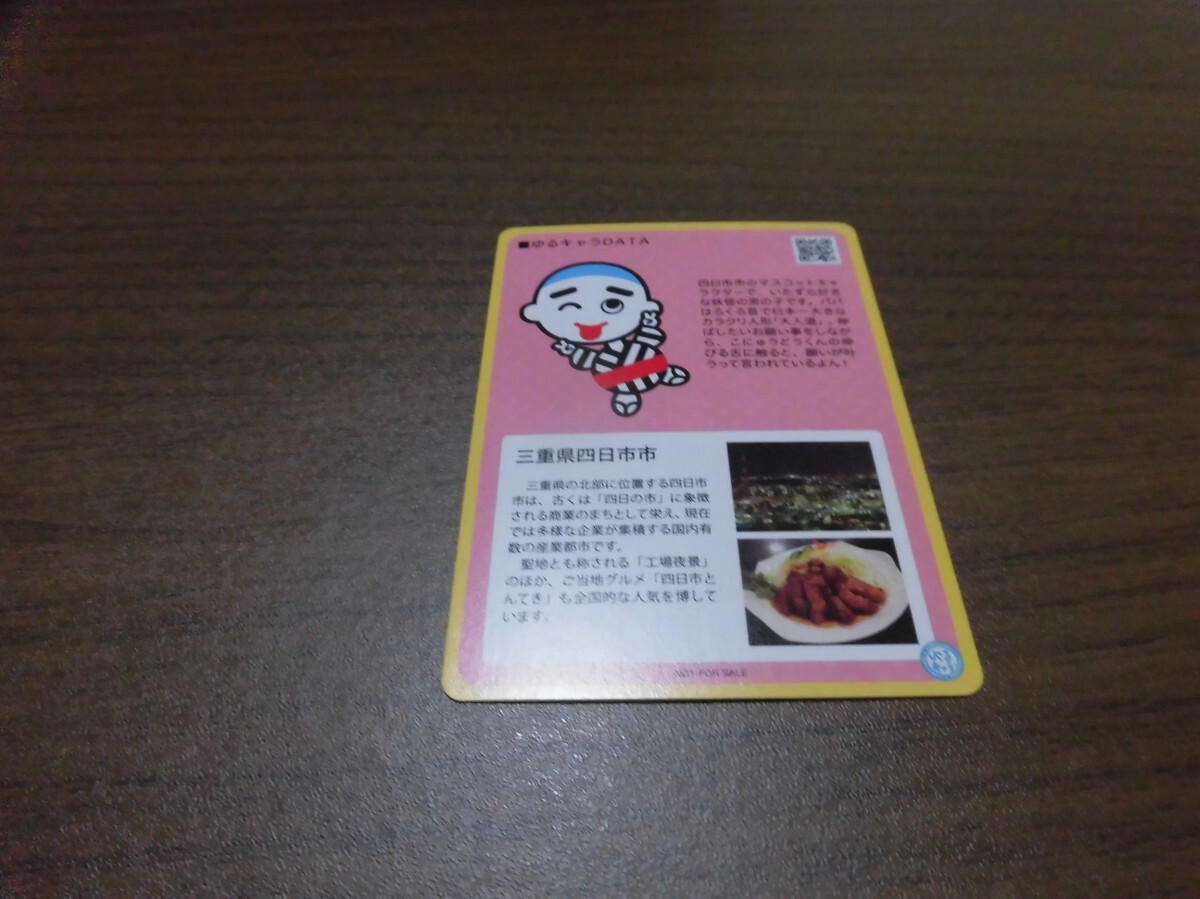 ■ゆるキャラDATA
四日市市のマスコットキャ
ラクターで、いたずら好き
な妖怪の男の子です。パパ
はろくろ首で日本一大きな
カラクリ人形「大入道」。伸
ばしたいお願い事をしなが
ら、こにゅうどうくんの伸
びる舌に触ると、願いが叶
うって言われているよん!
三重県四日市市
三重県の北部に位置する四日市
市は、古くは「四日の市」に象徴
される商業のまちとして栄え、現在
では多様な企業が集積する国内有
数の産業都市です。
聖地とも称される「工場夜景」
のほか、ご当地グルメ「四日市と
んてき」も全国的な人気を博して
います。
NOT FOR SALE